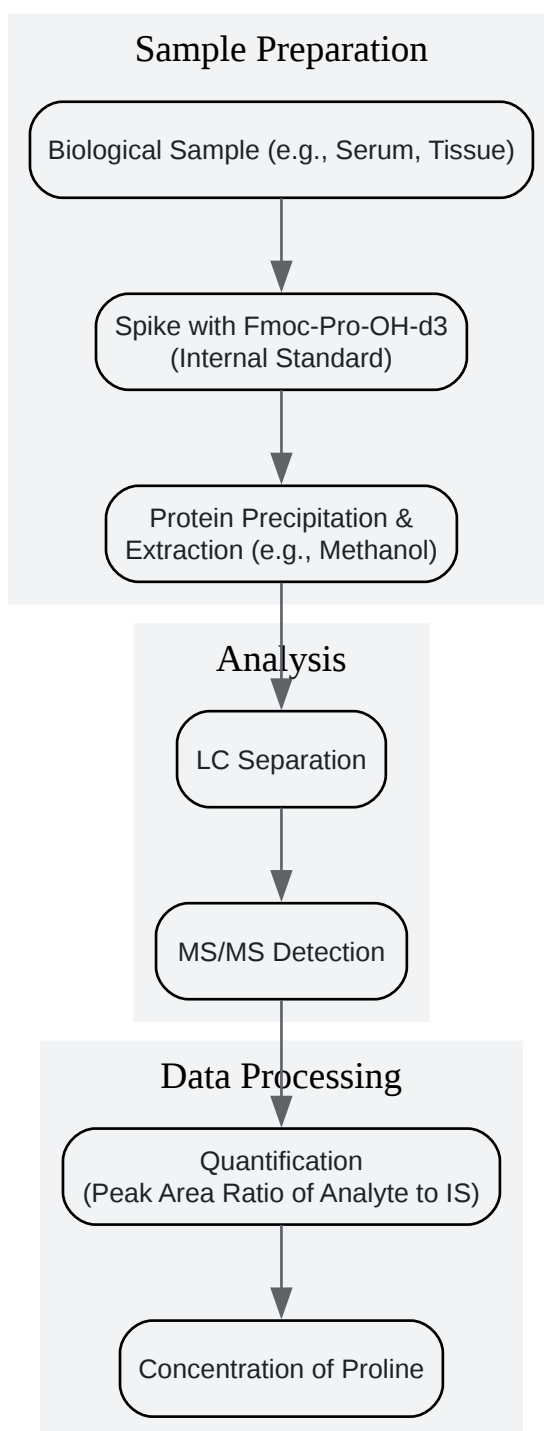 Sample Preparation
Biological Sample (e.g., Serum, Tissue)
Spike with Fmoc-Pro-OH-d3
(Internal Standard)
Protein Precipitation &
Extraction (e.g., Methanol)
Analysis
LC Separation
MS/MS Detection
Data Processing
Quantification
(Peak Area Ratio of Analyte to IS)
Concentration of Proline